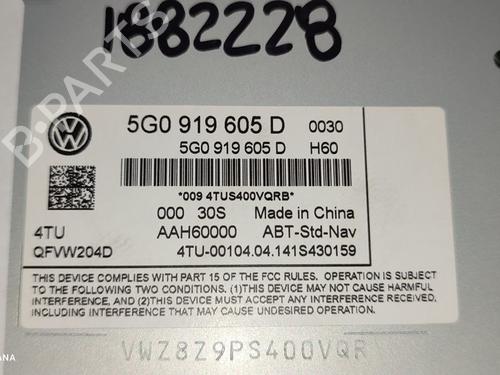 1882228
5G0 919 605 D 0030
5G0 919 605 D H60
*009 4TUS400VQRB*
000 30S Made in China
4TU AAH60000 ABT-Std-Nav
QFVW204D 4TU-00104.04.141S430159
THIS DEVICE COMPLIES WITH PART 15 OF THE FCC RULES. OPERATION IS SUBJECT
TO THE FOLLOWING TWO CONDITIONS. (1)THIS DEVICE MAY NOT CAUSE HARMFUL
INTERFERENCE, AND(2)THIS DEVICE MUST ACCEPT ANY INTERFERENCE
RECEIVED, INCLUDING INTERFERENCE THAT MAY CAUSE UNDESIRED OPERATION.
VWZ8Z9PS400VQR
B-PARTS